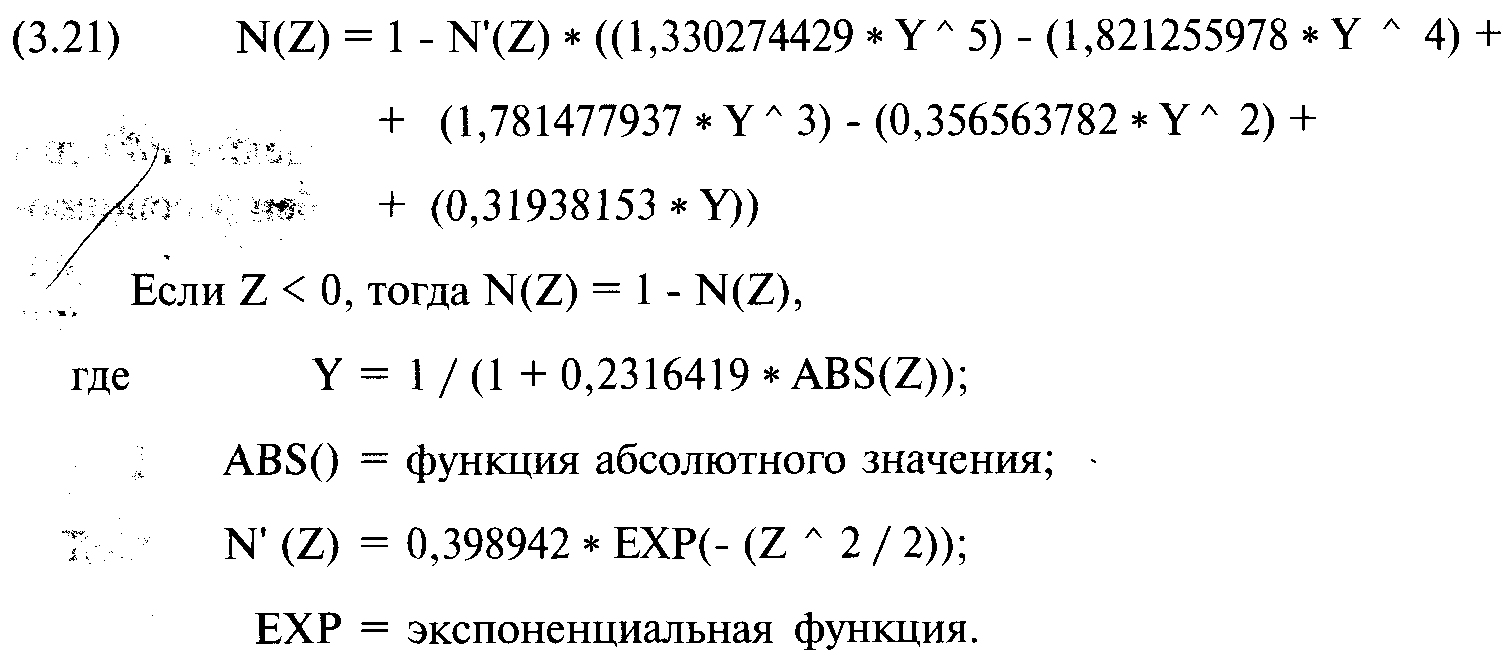 (3.21) N(Z) = 1 - N'(Z) * ((1,330274429 * Y ^ 5) - (1,821255978 * Y ^ 4) +
+ (1,781477937 * Y ^ 3) - (0,356563782 * Y ^ 2) +
+ (0,31938153 * Y))
Если Z < 0, тогда N(Z) = 1 - N(Z),
где Y = 1 / (1 + 0,2316419 * ABS(Z));
ABS() = функция абсолютного значения;
N' (Z) = 0,398942 * EXP(- (Z ^ 2 / 2));
EXP = экспоненциальная функция.